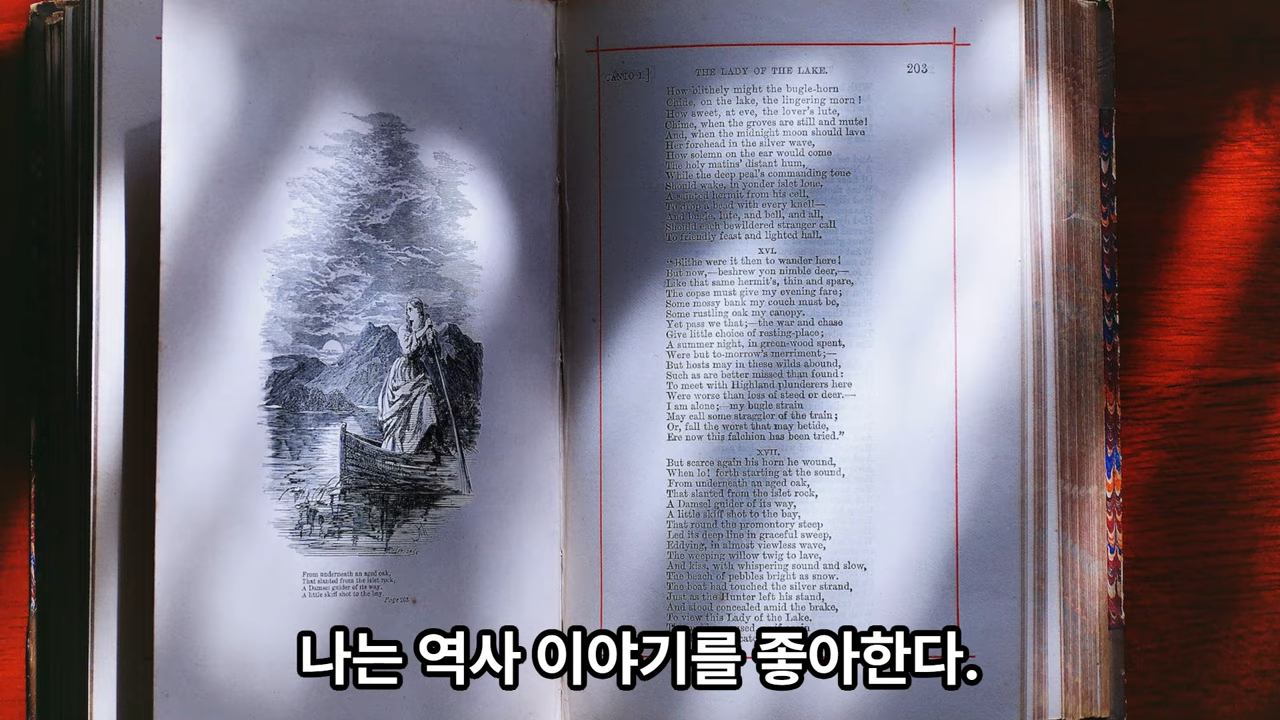 From underneath an aged oak,
That slanted from the islet rock,
A Damsel guider of its way,
A little skiff shot to the bay.
Page 203
CANTO I.]
THE LADY OF THE LAKE.
203
How blithely might the bugle-horn
Chide, on the lake, the lingering morn!
How sweet, at eve, the lover's lute,
Chime, when the groves are still and mute!
And, when the midnight moon should lave
Her forehead in the silver wave,
How solemn on the ear would come
The holy matins' distant hum,
While the deep peal's commanding tone
Should wake, in yonder islet lone,
A sainted hermit from his cell,
To drop a bead with every knell—
And bugle, lute, and bell, and all,
Should each bewildered stranger call
To friendly feast and lighted hall.
XVI.
"Blithe were it then to wander here!
But now,—beshrew yon nimble deer,—
Like that same hermit's, thin and spare,
The copse must give my evening fare;
Some mossy bank my couch must be,
Some rustling oak my canopy.
Yet pass we that;—the war and chase
Give little choice of resting-place;
A summer night, in green-wood spent,
Were but to-morrow's merriment;—
But hosts may in these wilds abound,
Such as are better missed than found:
To meet with Highland plunderers here
Were worse than loss of steed or deer.—
I am alone;—my bugle strain
May call some straggler of the train;
Or, fall the worst that may betide,
Ere now this falchion has been tried."
XVII.
But scarce again his horn he wound,
When lo! forth starting at the sound,
From underneath an aged oak,
That slanted from the islet rock,
A Damsel guider of its way,
A little skiff shot to the bay,
That round the promontory steep
Led its deep line in graceful sweep,
Eddying, in almost viewless wave,
The weeping willow twig to lave,
And kiss, with whispering sound and slow,
The beach of pebbles bright as snow.
The boat had touched the silver strand,
Just as the Hunter left his stand,
And stood concealed amid the brake,
To view this Lady of the Lake.
나는 역사 이야기를 좋아한다.